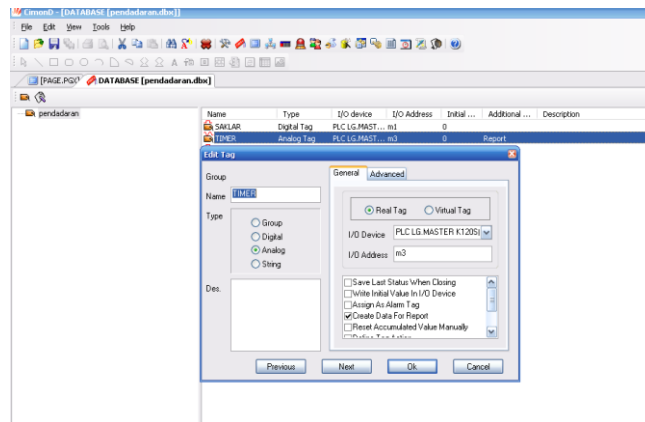 CimonD - [DATABASE [pendadaran.dbx]]
File Edit View Tools Help
[PAGE.PGX] DATABASE [pendadaran.dbx]
pendadaran
Name Type I/O device I/O Address Initial ... Additional ... Description
SAKLAR Digital Tag PLC LG.MAST... m1 0
TIMER Analog Tag PLC LG.MAST... m3 0 Report
Edit Tag
Group
Name TIMER
Type
Group
Digital
Analog
String
Des.
General Advanced
Real Tag Virtual Tag
I/O Device PLC LG.MASTER K120S(
I/O Address m3
Save Last Status When Closing
Write Initial Value In I/O Device
Assign As Alarm Tag
Create Data For Report
Reset Accumulated Value Manually
Define Tag Action
Previous Next Ok Cancel